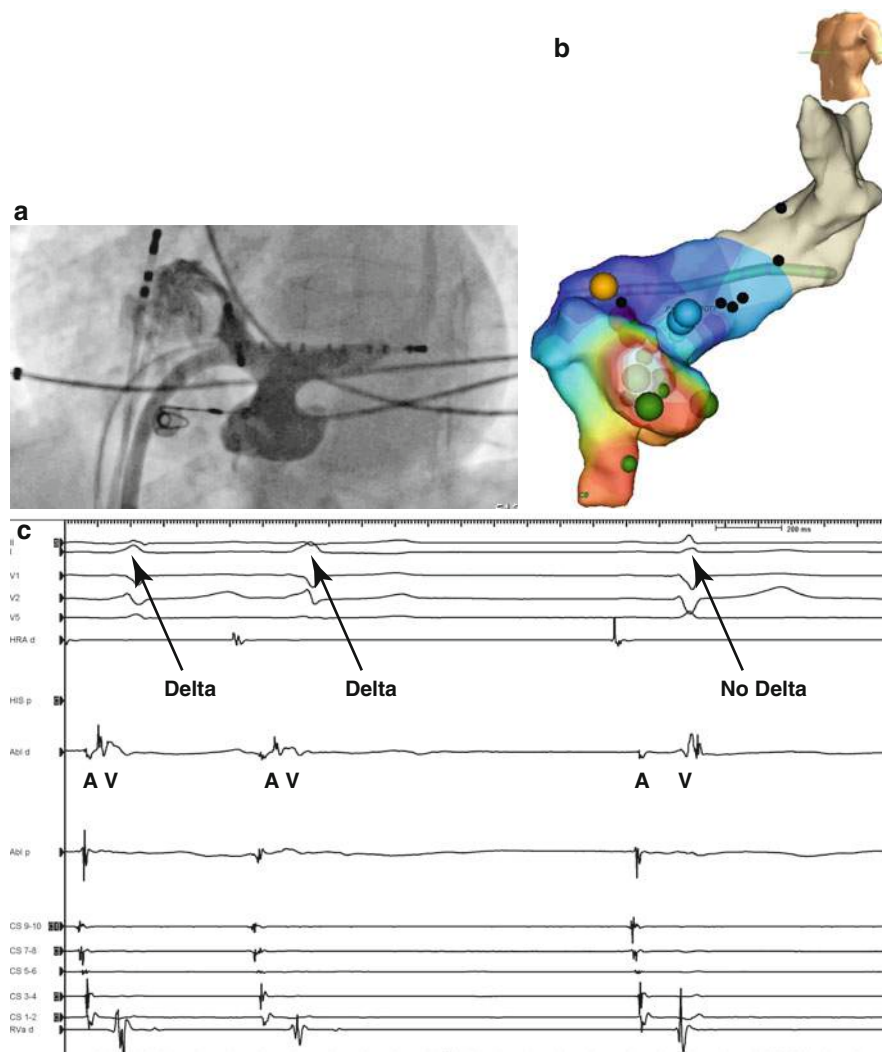 b
a
c
200 ms
II
I
V1
V2
V5
HRA d
Delta
Delta
No Delta
HIS p
Abl d
A V
A V
A
V
Abl p
CS 9-10
CS 7-8
CS 5-6
CS 3-4
CS 1-2
RVa d